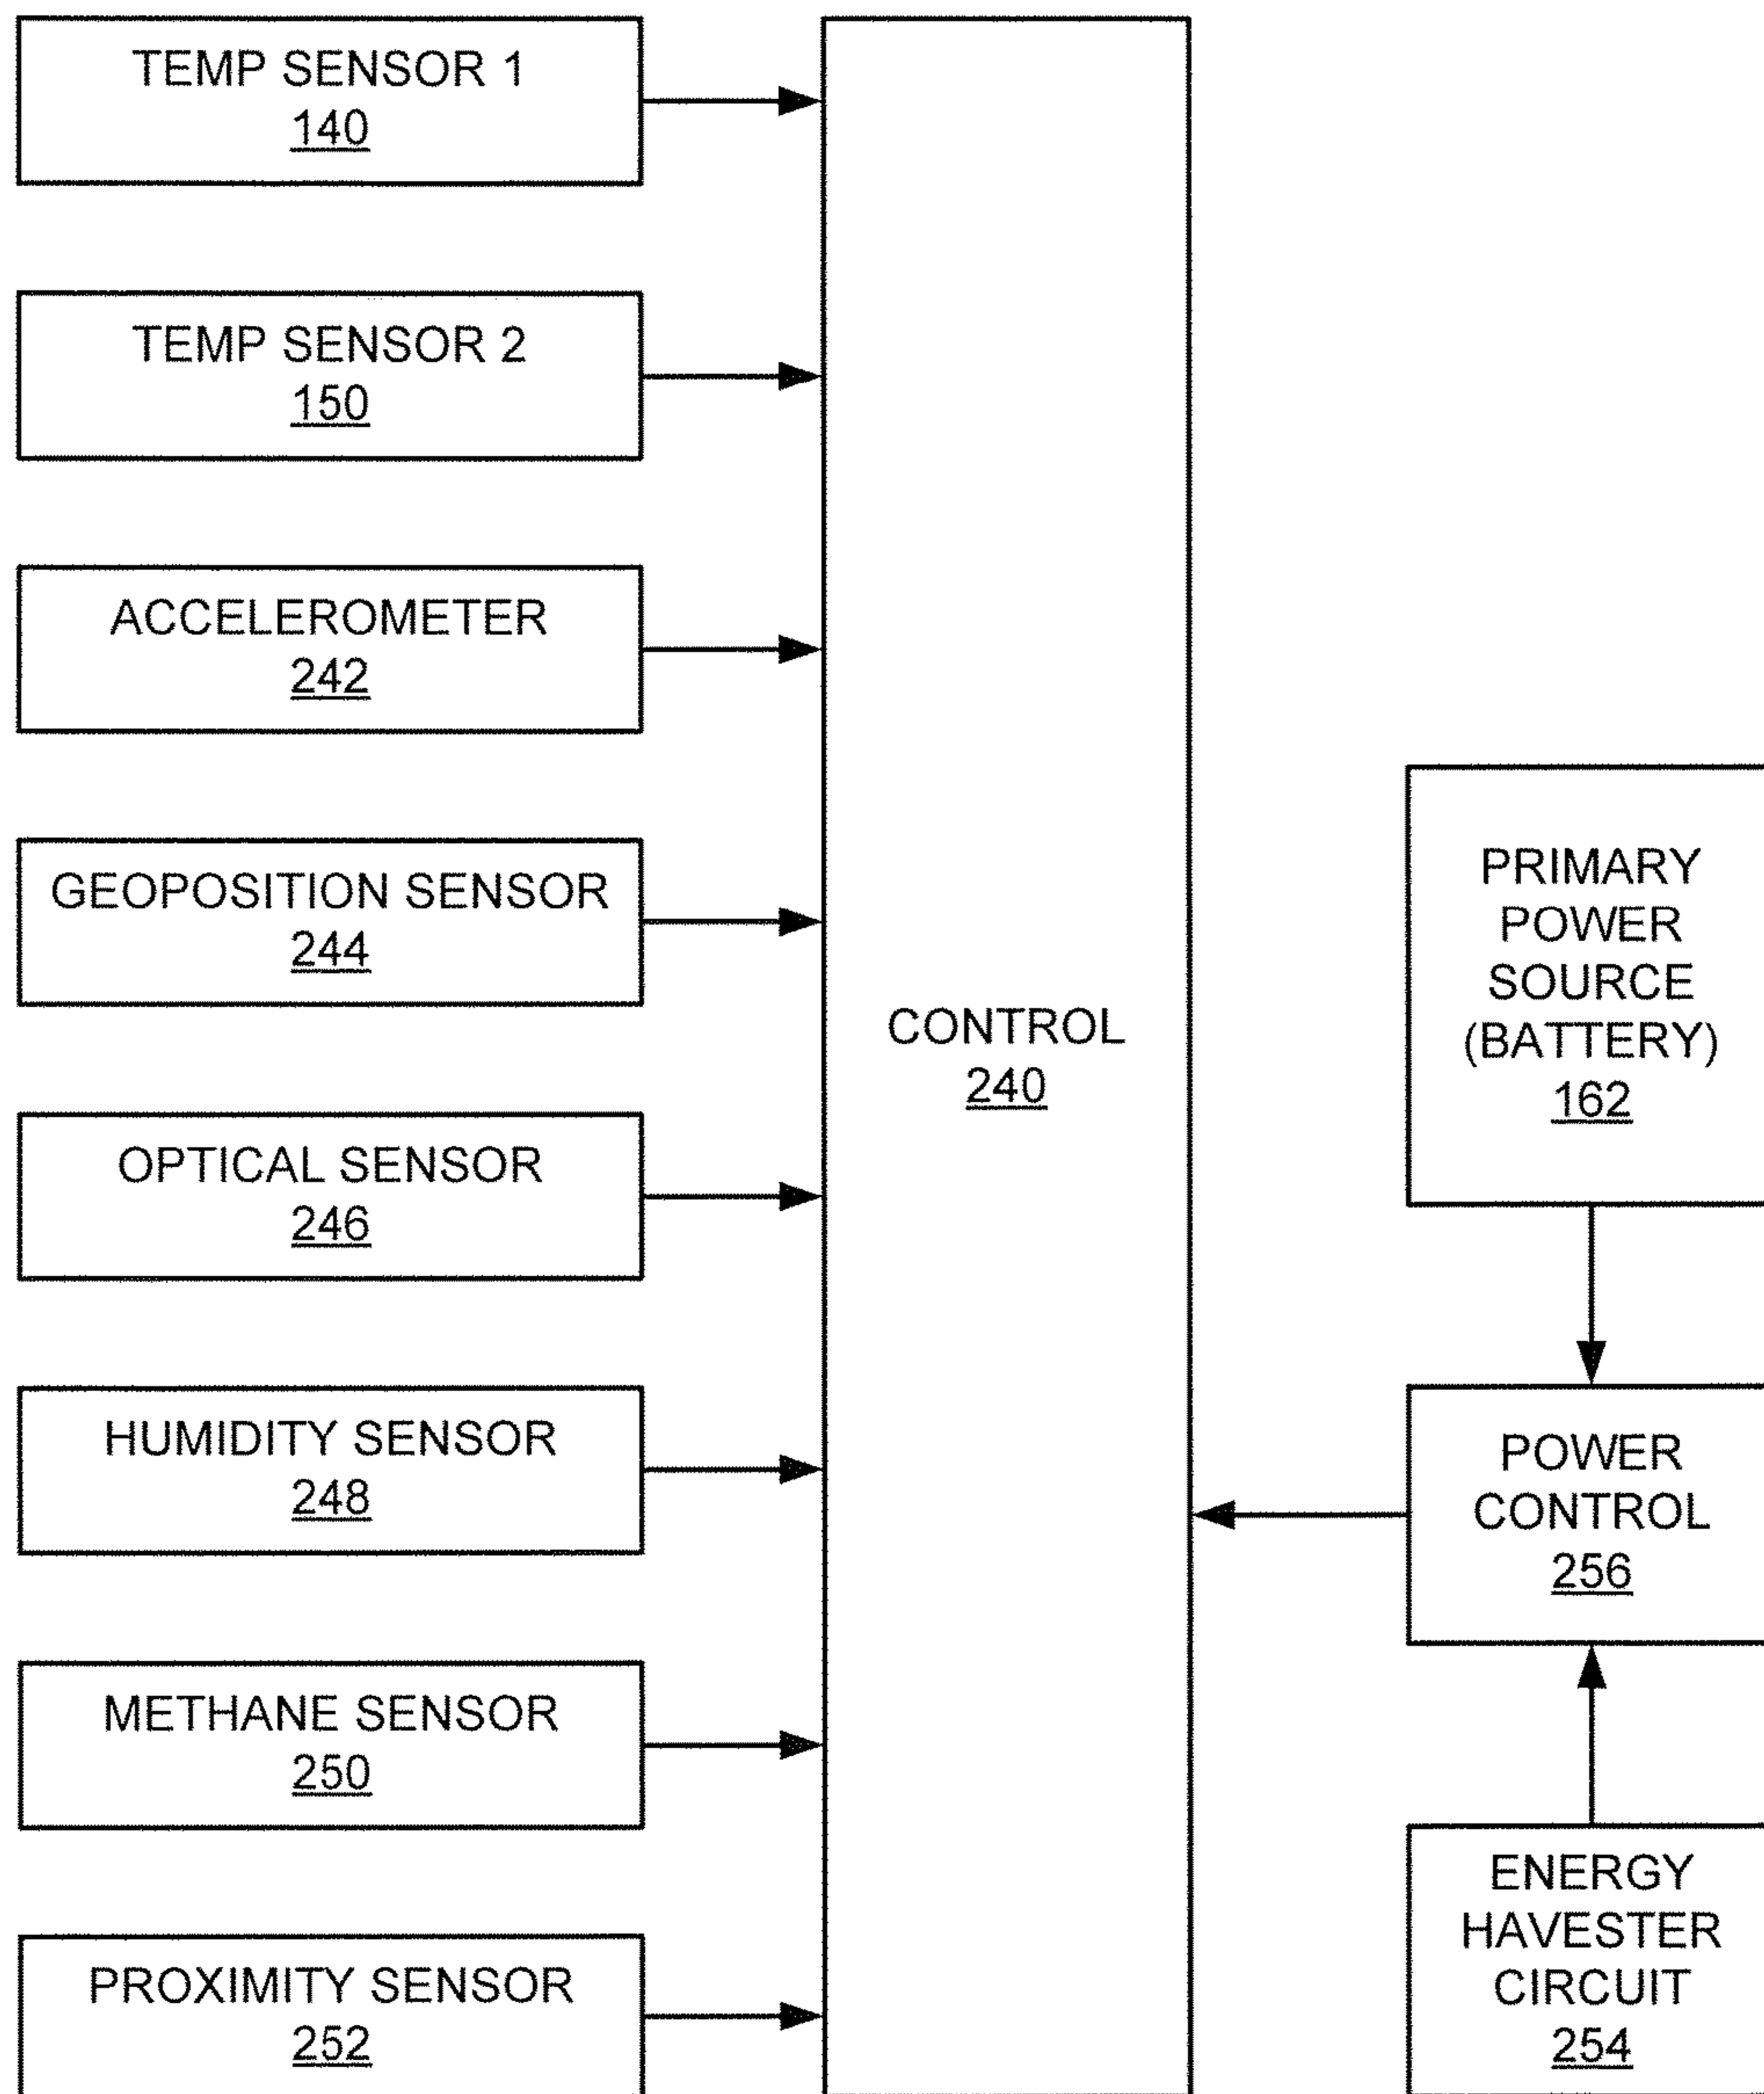 TEMP SENSOR 1
140
TEMP SENSOR 2
150
ACCELEROMETER
242
GEOPOSITION SENSOR
244
OPTICAL SENSOR
246
HUMIDITY SENSOR
248
METHANE SENSOR
250
PROXIMITY SENSOR
252
CONTROL
240
PRIMARY
POWER
SOURCE
(BATTERY)
162
POWER
CONTROL
256
ENERGY
HAVESTER
CIRCUIT
254